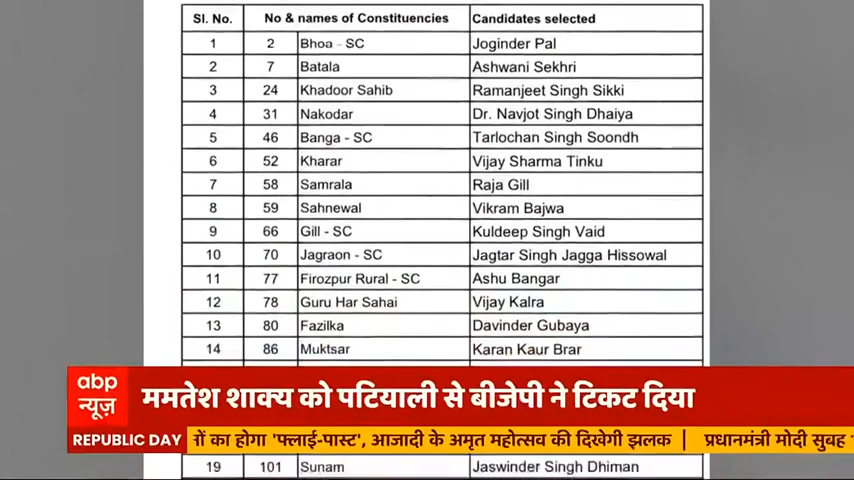 Sl. No. No & names of Constituencies Candidates selected
1 2 Bhoa - SC Joginder Pal
2 7 Batala Ashwani Sekhri
3 24 Khadoor Sahib Ramanjeet Singh Sikki
4 31 Nakodar Dr. Navjot Singh Dhaiya
5 46 Banga - SC Tarlochan Singh Soondh
6 52 Kharar Vijay Sharma Tinku
7 58 Samrala Raja Gill
8 59 Sahnewal Vikram Bajwa
9 66 Gill - SC Kuldeep Singh Vaid
10 70 Jagraon - SC Jagtar Singh Jagga Hissowal
11 77 Firozpur Rural - SC Ashu Bangar
12 78 Guru Har Sahai Vijay Kalra
13 80 Fazilka Davinder Gubaya
14 86 Muktsar Karan Kaur Brar
abp
न्यूज़
ममतेश शाक्य को पटियाली से बीजेपी ने टिकट दिया
REPUBLIC DAY का होगा 'फ्लाई-पास्ट', आजादी के अमृत महोत्सव की दिखेगी झलक | प्रधानमंत्री मोदी सुबह
19 101 Sunam Jaswinder Singh Dhiman